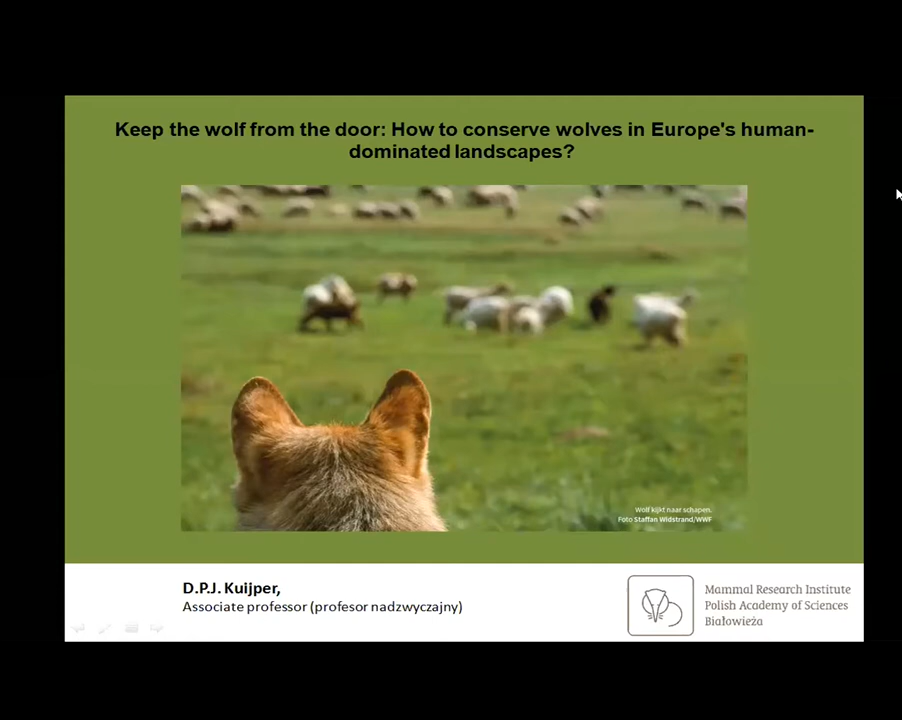 Keep the wolf from the door: How to conserve wolves in Europe's human-
dominated landscapes?
Wolf kijkt naar schapen.
Foto Staffan Widstrand/WWF
D.P.J. Kuijper,
Associate professor (profesor nadzwyczajny)
Mammal Research Institute
Polish Academy of Sciences
Białowieża